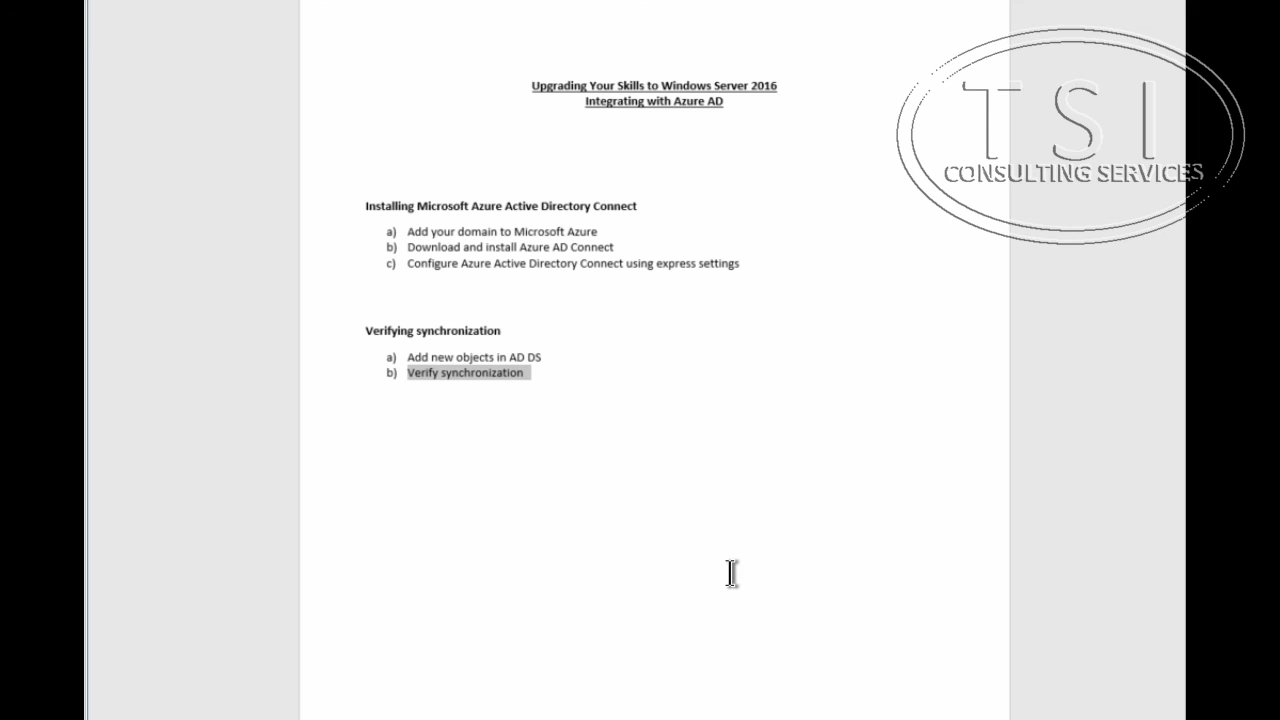 Upgrading Your Skills to Windows Server 2016
Integrating with Azure AD
TSI
CONSULTING SERVICES
Installing Microsoft Azure Active Directory Connect
a) Add your domain to Microsoft Azure
b) Download and install Azure AD Connect
c) Configure Azure Active Directory Connect using express settings
Verifying synchronization
a) Add new objects in AD DS
b) Verify synchronization